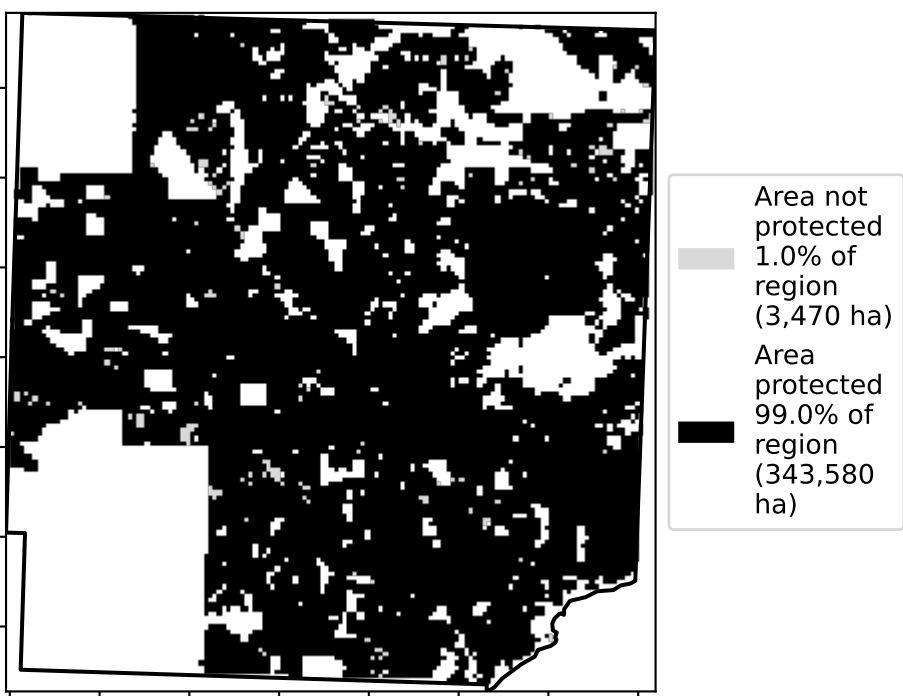 Area not
protected
1.0% of
region
(3,470 ha)
Area
protected
99.0% of
region
(343,580
ha)